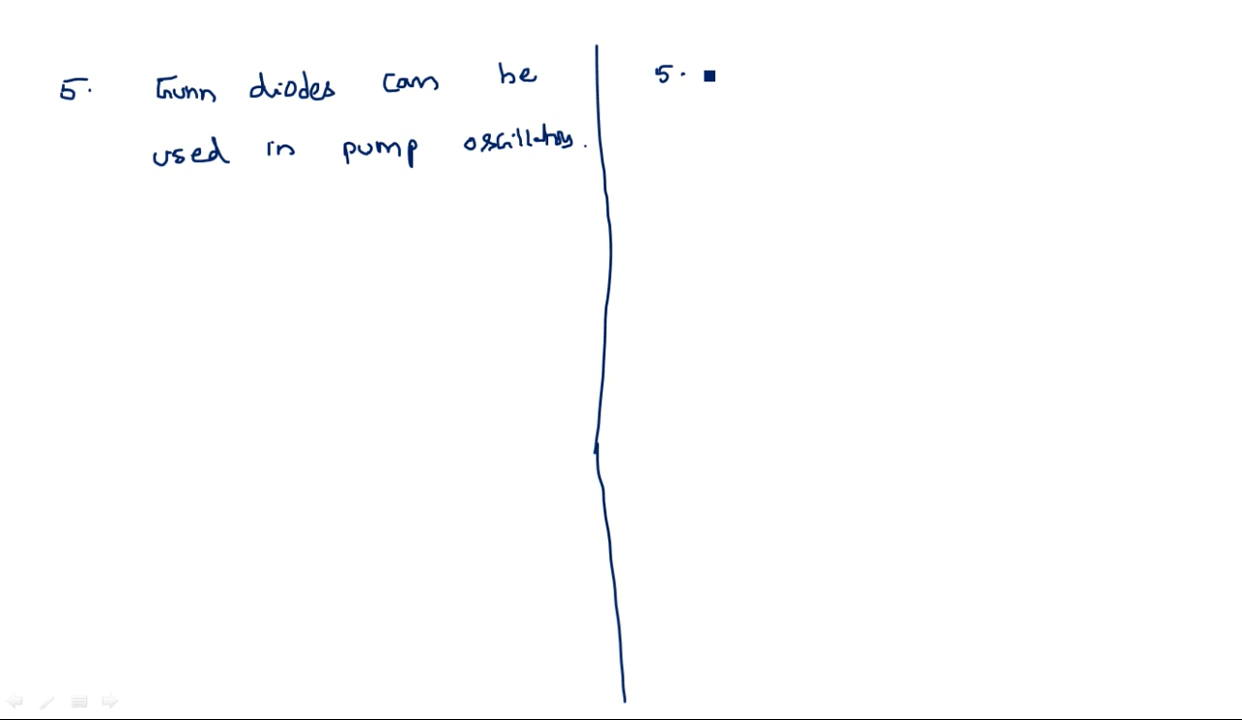 5. Gunn diodes can be
used in pump oscillators.
5.